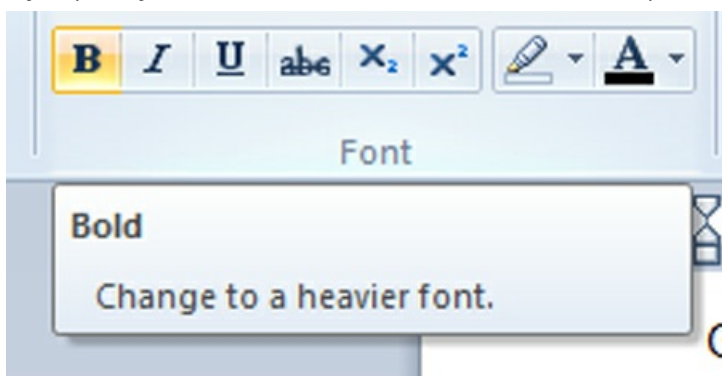 B I U abc X₂ X² A
Font
Bold
Change to a heavier font.